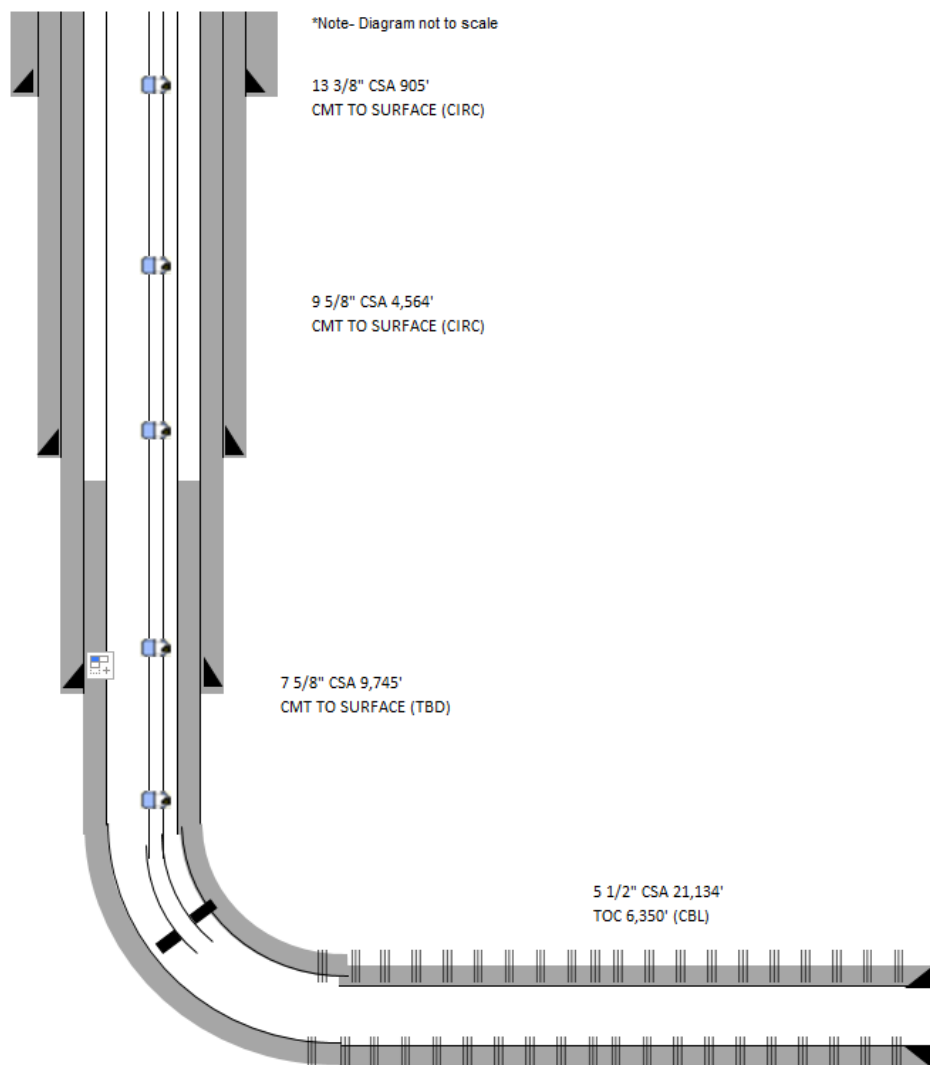 *Note- Diagram not to scale
13 3/8" CSA 905'
CMT TO SURFACE (CIRC)
9 5/8" CSA 4,564'
CMT TO SURFACE (CIRC)
7 5/8" CSA 9,745'
CMT TO SURFACE (TBD)
5 1/2" CSA 21,134'
TOC 6,350' (CBL)